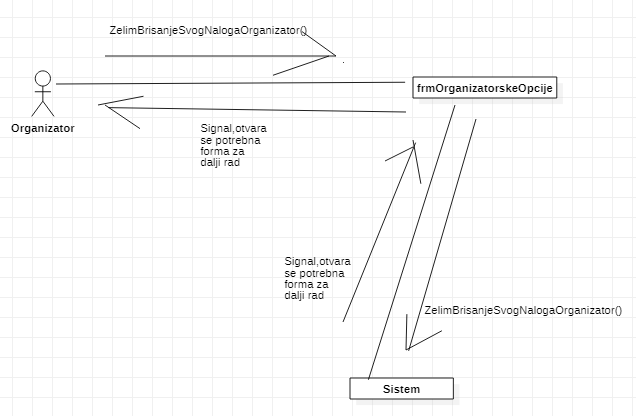 ZelimBrisanjeSvogNalogaOrganizator()
frmOrganizatorskeOpcije
Organizator
Signal,otvara
se potrebna
forma za
dalji rad
Signal,otvara
se potrebna
forma za
dalji rad
ZelimBrisanjeSvogNalogaOrganizator()
Sistem